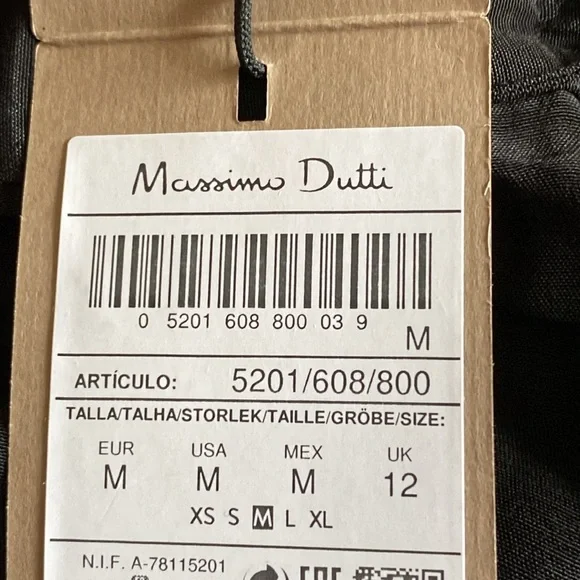 Massimo Dutti
0 5201 608 800 03 9
M
ARTÍCULO: 5201/608/800
TALLA/TALHA/STORLEK/TAILLE/GRÖBE/SIZE:
EUR USA MEX UK
M M M 12
XS S M L XL
N.I.F. A-78115201
EAC